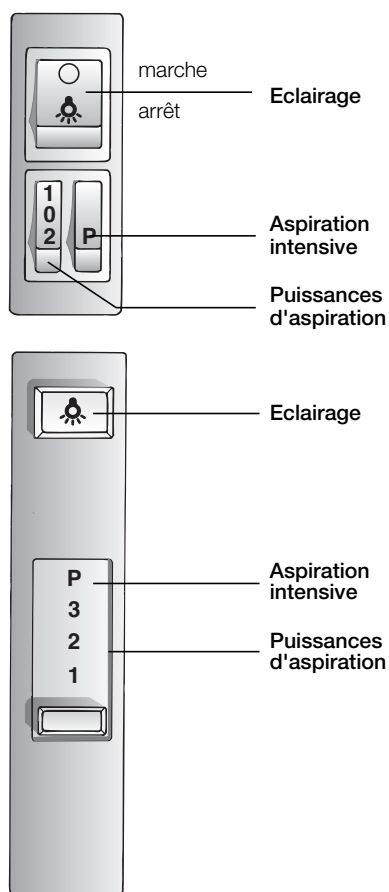 marche
Eclairage
arrêt
1
0
2
P
Aspiration
intensive
Puissances
d'aspiration
Eclairage
P
3
2
1
Aspiration
intensive
Puissances
d'aspiration